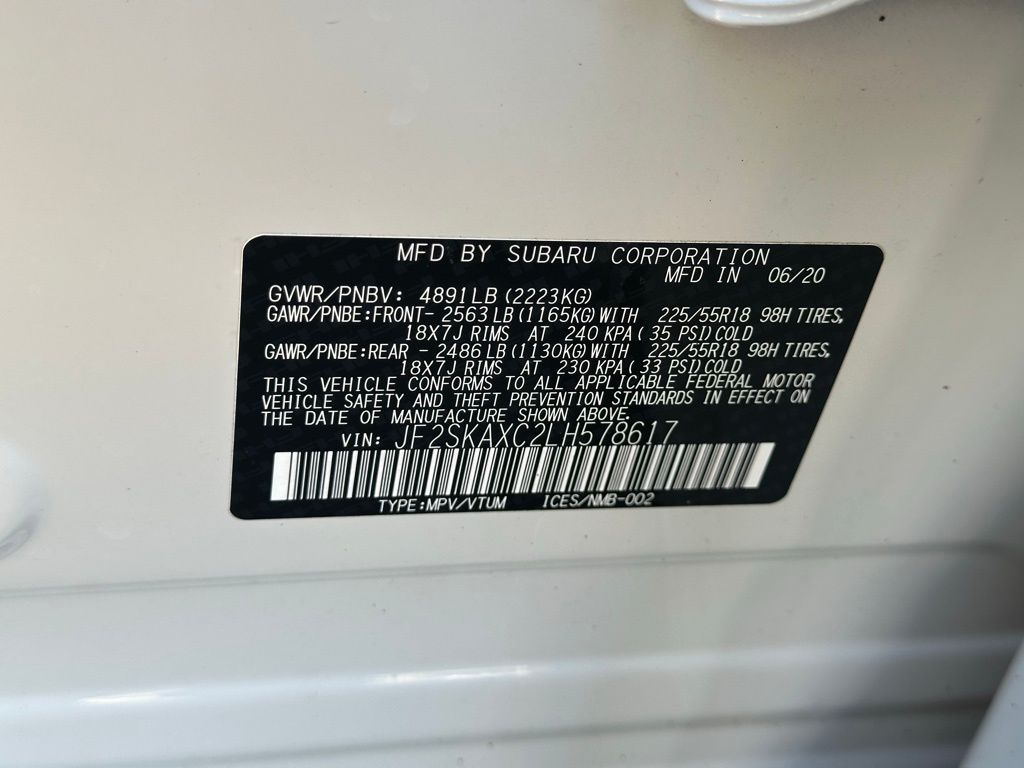 MFD BY SUBARU CORPORATION
MFD IN 06/20
GVWR/PNBV: 4891LB (2223KG)
GAWR/PNBE:FRONT- 2563LB (1165KG)WITH 225/55R18 98H TIRES,
18X7J RIMS AT 240 KPA (35 PSI)COLD
GAWR/PNBE:REAR - 2486LB (1130KG)WITH 225/55R18 98H TIRES,
18X7J RIMS AT 230 KPA (33 PSI)COLD
THIS VEHICLE CONFORMS TO ALL APPLICABLE FEDERAL MOTOR
VEHICLE SAFETY AND THEFT PREVENTION STANDARDS IN EFFECT ON
THE DATE OF MANUFACTURE SHOWN ABOVE.
VIN: JF2SKAXC2LH578617
TYPE:MPV/VTUM ICES/NMB-002